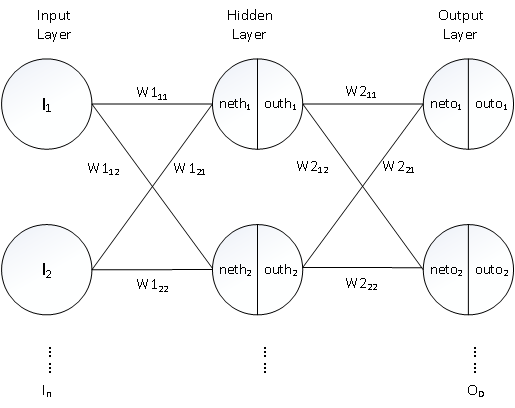 Input Layer
Hidden Layer
Output Layer
I₁
W1₁₁
neth₁
outh₁
W2₁₁
neto₁
outo₁
W1₁₂
W1₂₁
W2₁₂
W2₂₁
I₂
W1₂₂
neth₂
outh₂
W2₂₂
neto₂
outo₂
Iₙ
Oₚ